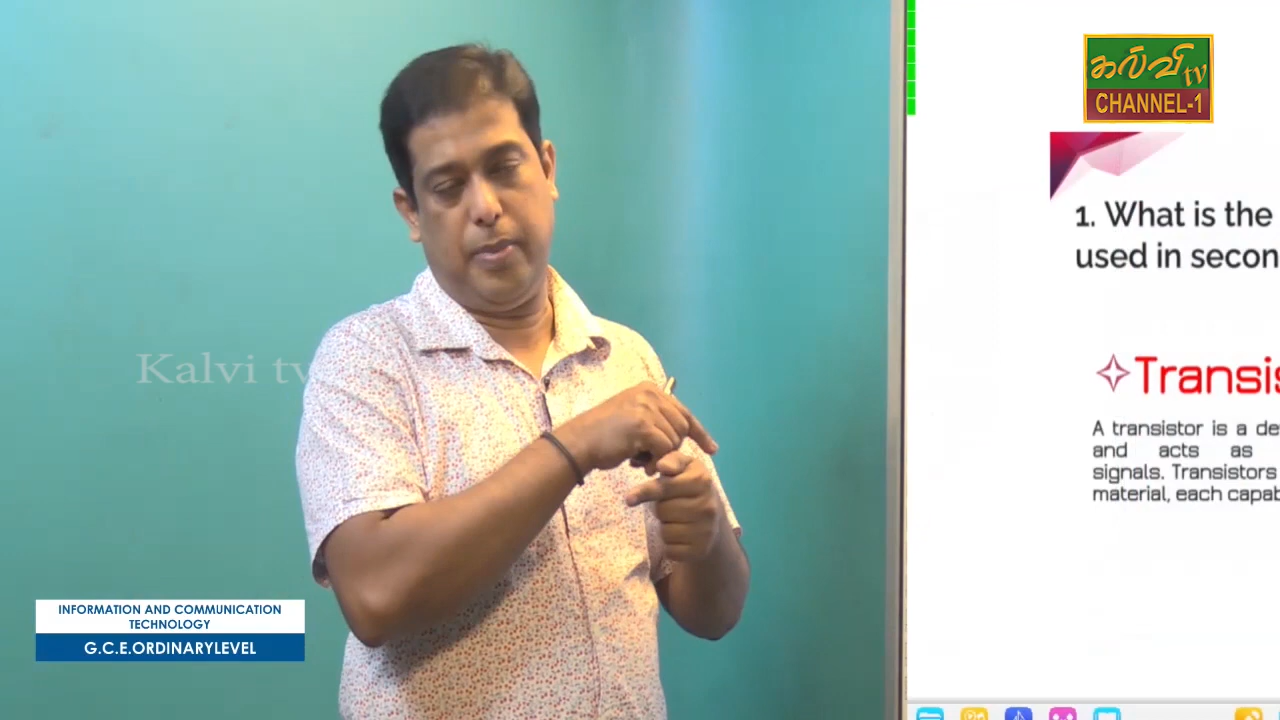 கல்வி tv
CHANNEL-1
1. What is the
used in secon
Transis
A transistor is a de
and acts as
signals. Transistors
material, each capab
Kalvi tv
INFORMATION AND COMMUNICATION
TECHNOLOGY
G.C.E.ORDINARYLEVEL